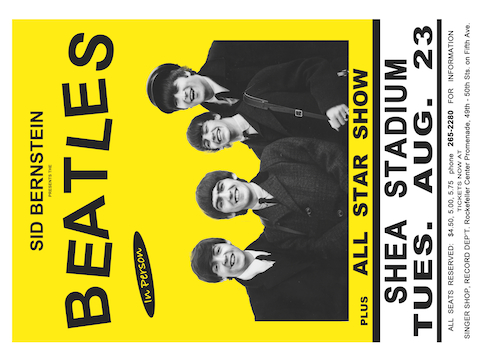 SID BERNSTEIN
PRESENTS THE
BEATLES
In Person
PLUS ALL STAR SHOW
SHEA STADIUM
TUES. AUG. 23
ALL SEATS RESERVED: $4.50, 5.00, 5.75 phone 265-2280 FOR INFORMATION:
TICKETS NOW AT
SINGER SHOP, RECORD DEP'T. Rockefeller Center Promenade, 49th - 50th Sts. on Fifth Ave.